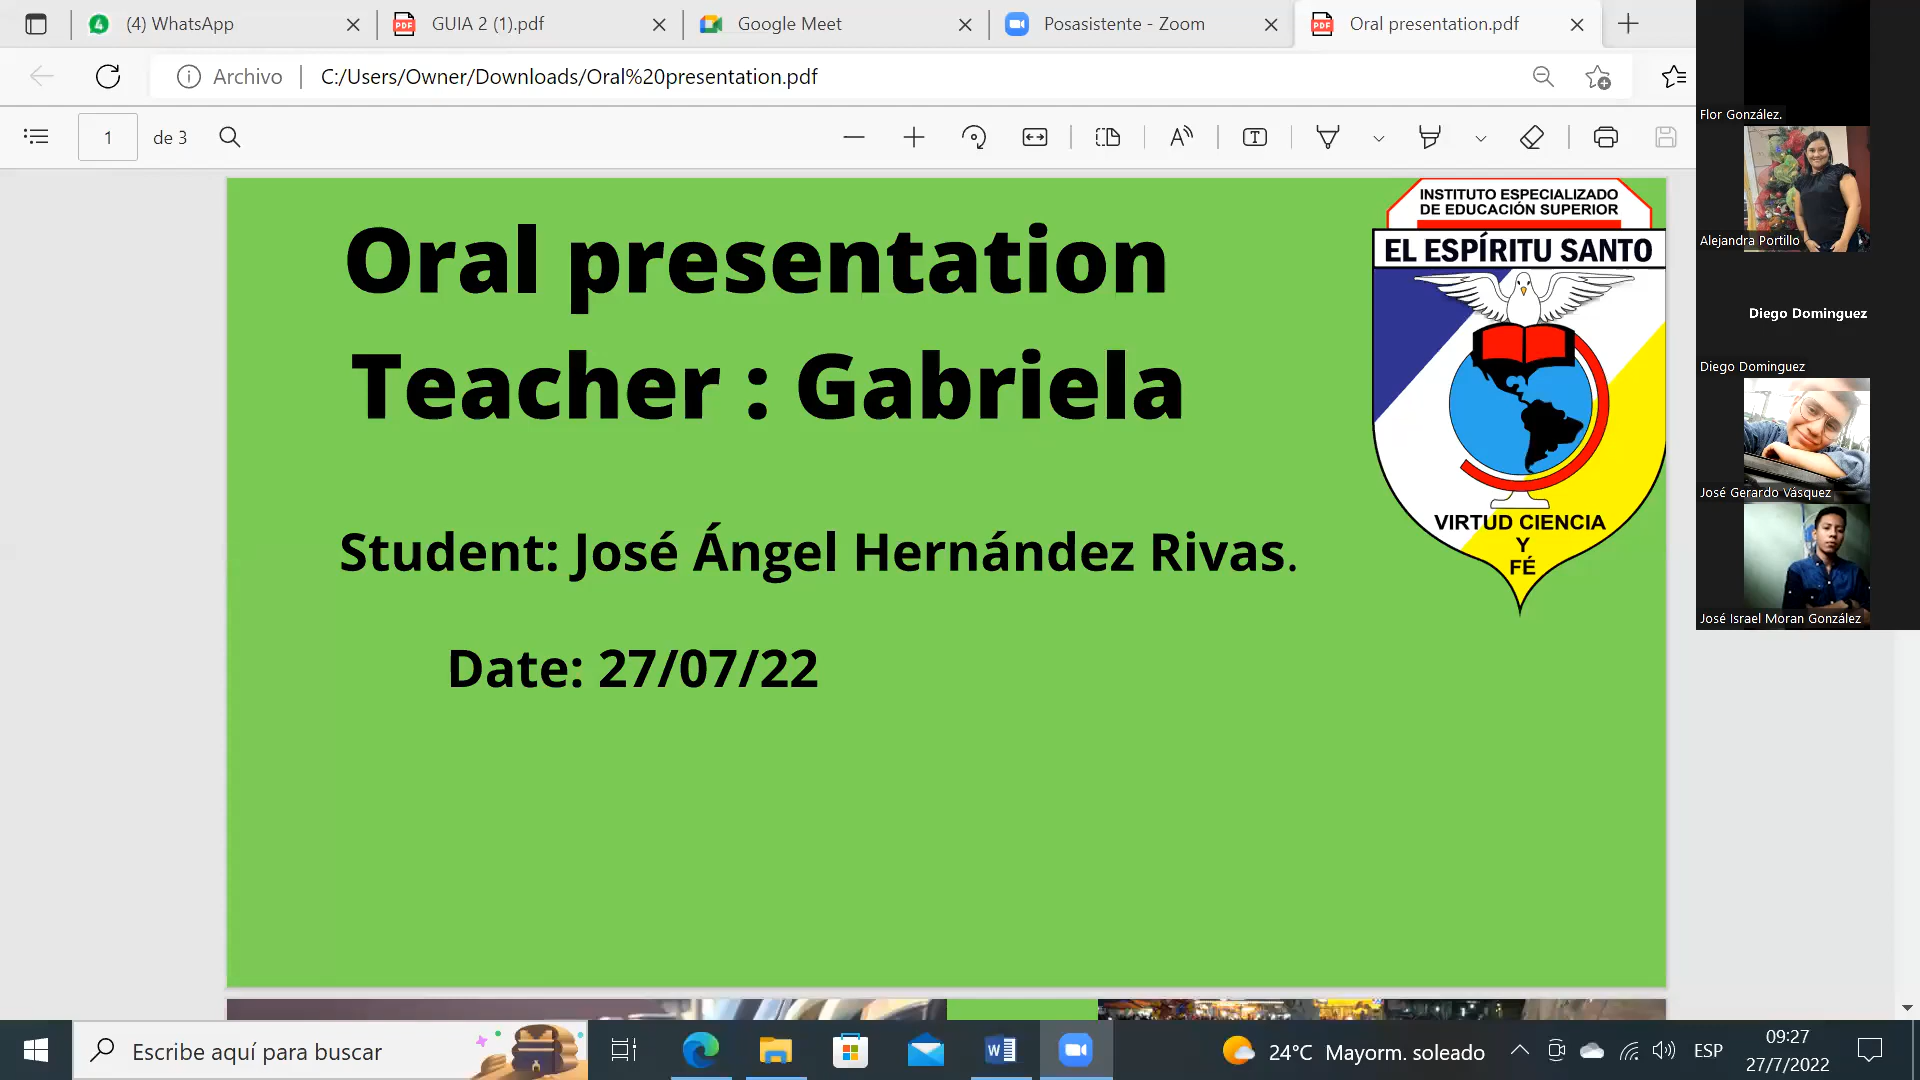 (4) WhatsApp
GUIA 2 (1).pdf
Google Meet
Posasistente - Zoom
Oral presentation.pdf
Archivo
C:/Users/Owner/Downloads/Oral%20presentation.pdf
1
de 3
Oral presentation
Teacher : Gabriela
Student: José Ángel Hernández Rivas.
Date: 27/07/22
INSTITUTO ESPECIALIZADO
DE EDUCACIÓN SUPERIOR
EL ESPÍRITU SANTO
VIRTUD CIENCIA
Y
FÉ
Flor González.
Alejandra Portillo
Diego Dominguez
Diego Dominguez
José Gerardo Vásquez
José Israel Moran González
Escribe aquí para buscar
24°C Mayorm. soleado
ESP
09:27
27/7/2022